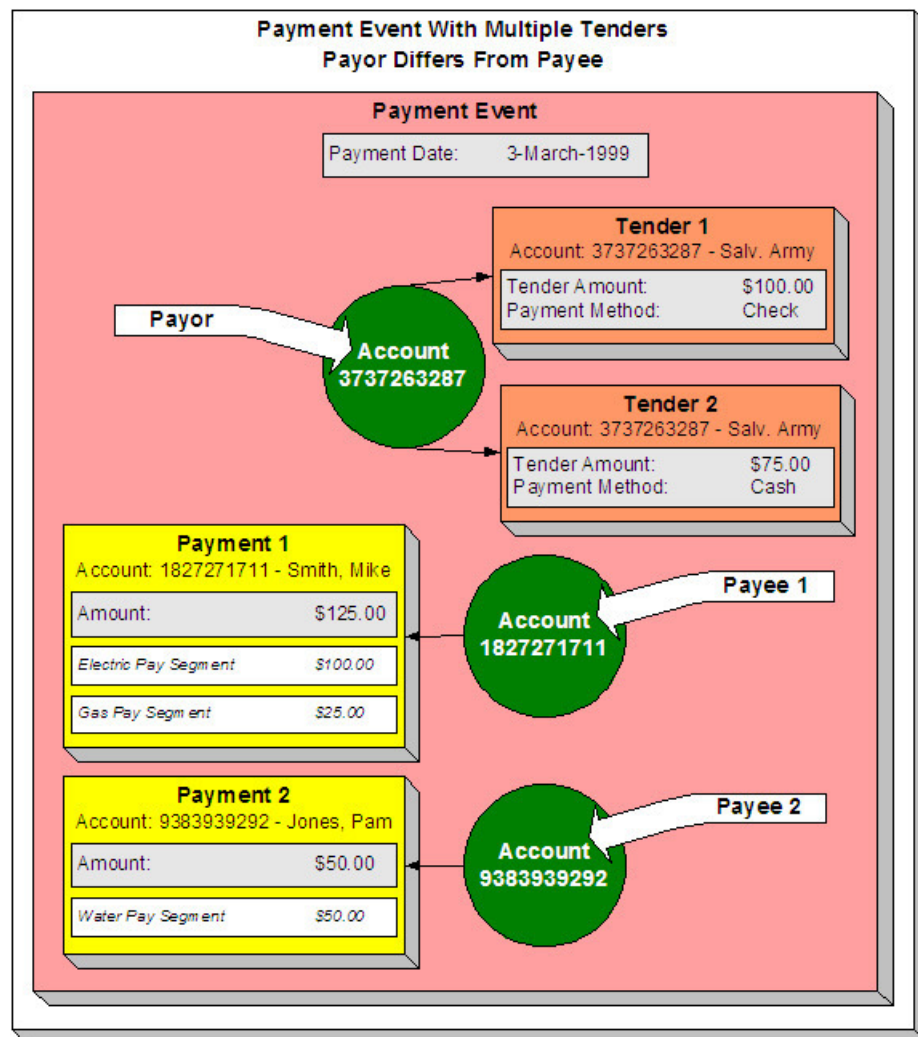 Payment Event With Multiple Tenders
Payor Differs From Payee
Payment Event
Payment Date: 3-March-1999
Tender 1
Account: 3737263287 - Salv. Army
Tender Amount: $100.00
Payment Method: Check
Payor
Account
3737263287
Tender 2
Account: 3737263287 - Salv. Army
Tender Amount: $75.00
Payment Method: Cash
Payment 1
Account: 1827271711 - Smith, Mike
Amount: $125.00
Electric Pay Segment $100.00
Gas Pay Segment $25.00
Payee 1
Account
1827271711
Payment 2
Account: 9383939292 - Jones, Pam
Amount: $50.00
Water Pay Segment $50.00
Payee 2
Account
9383939292